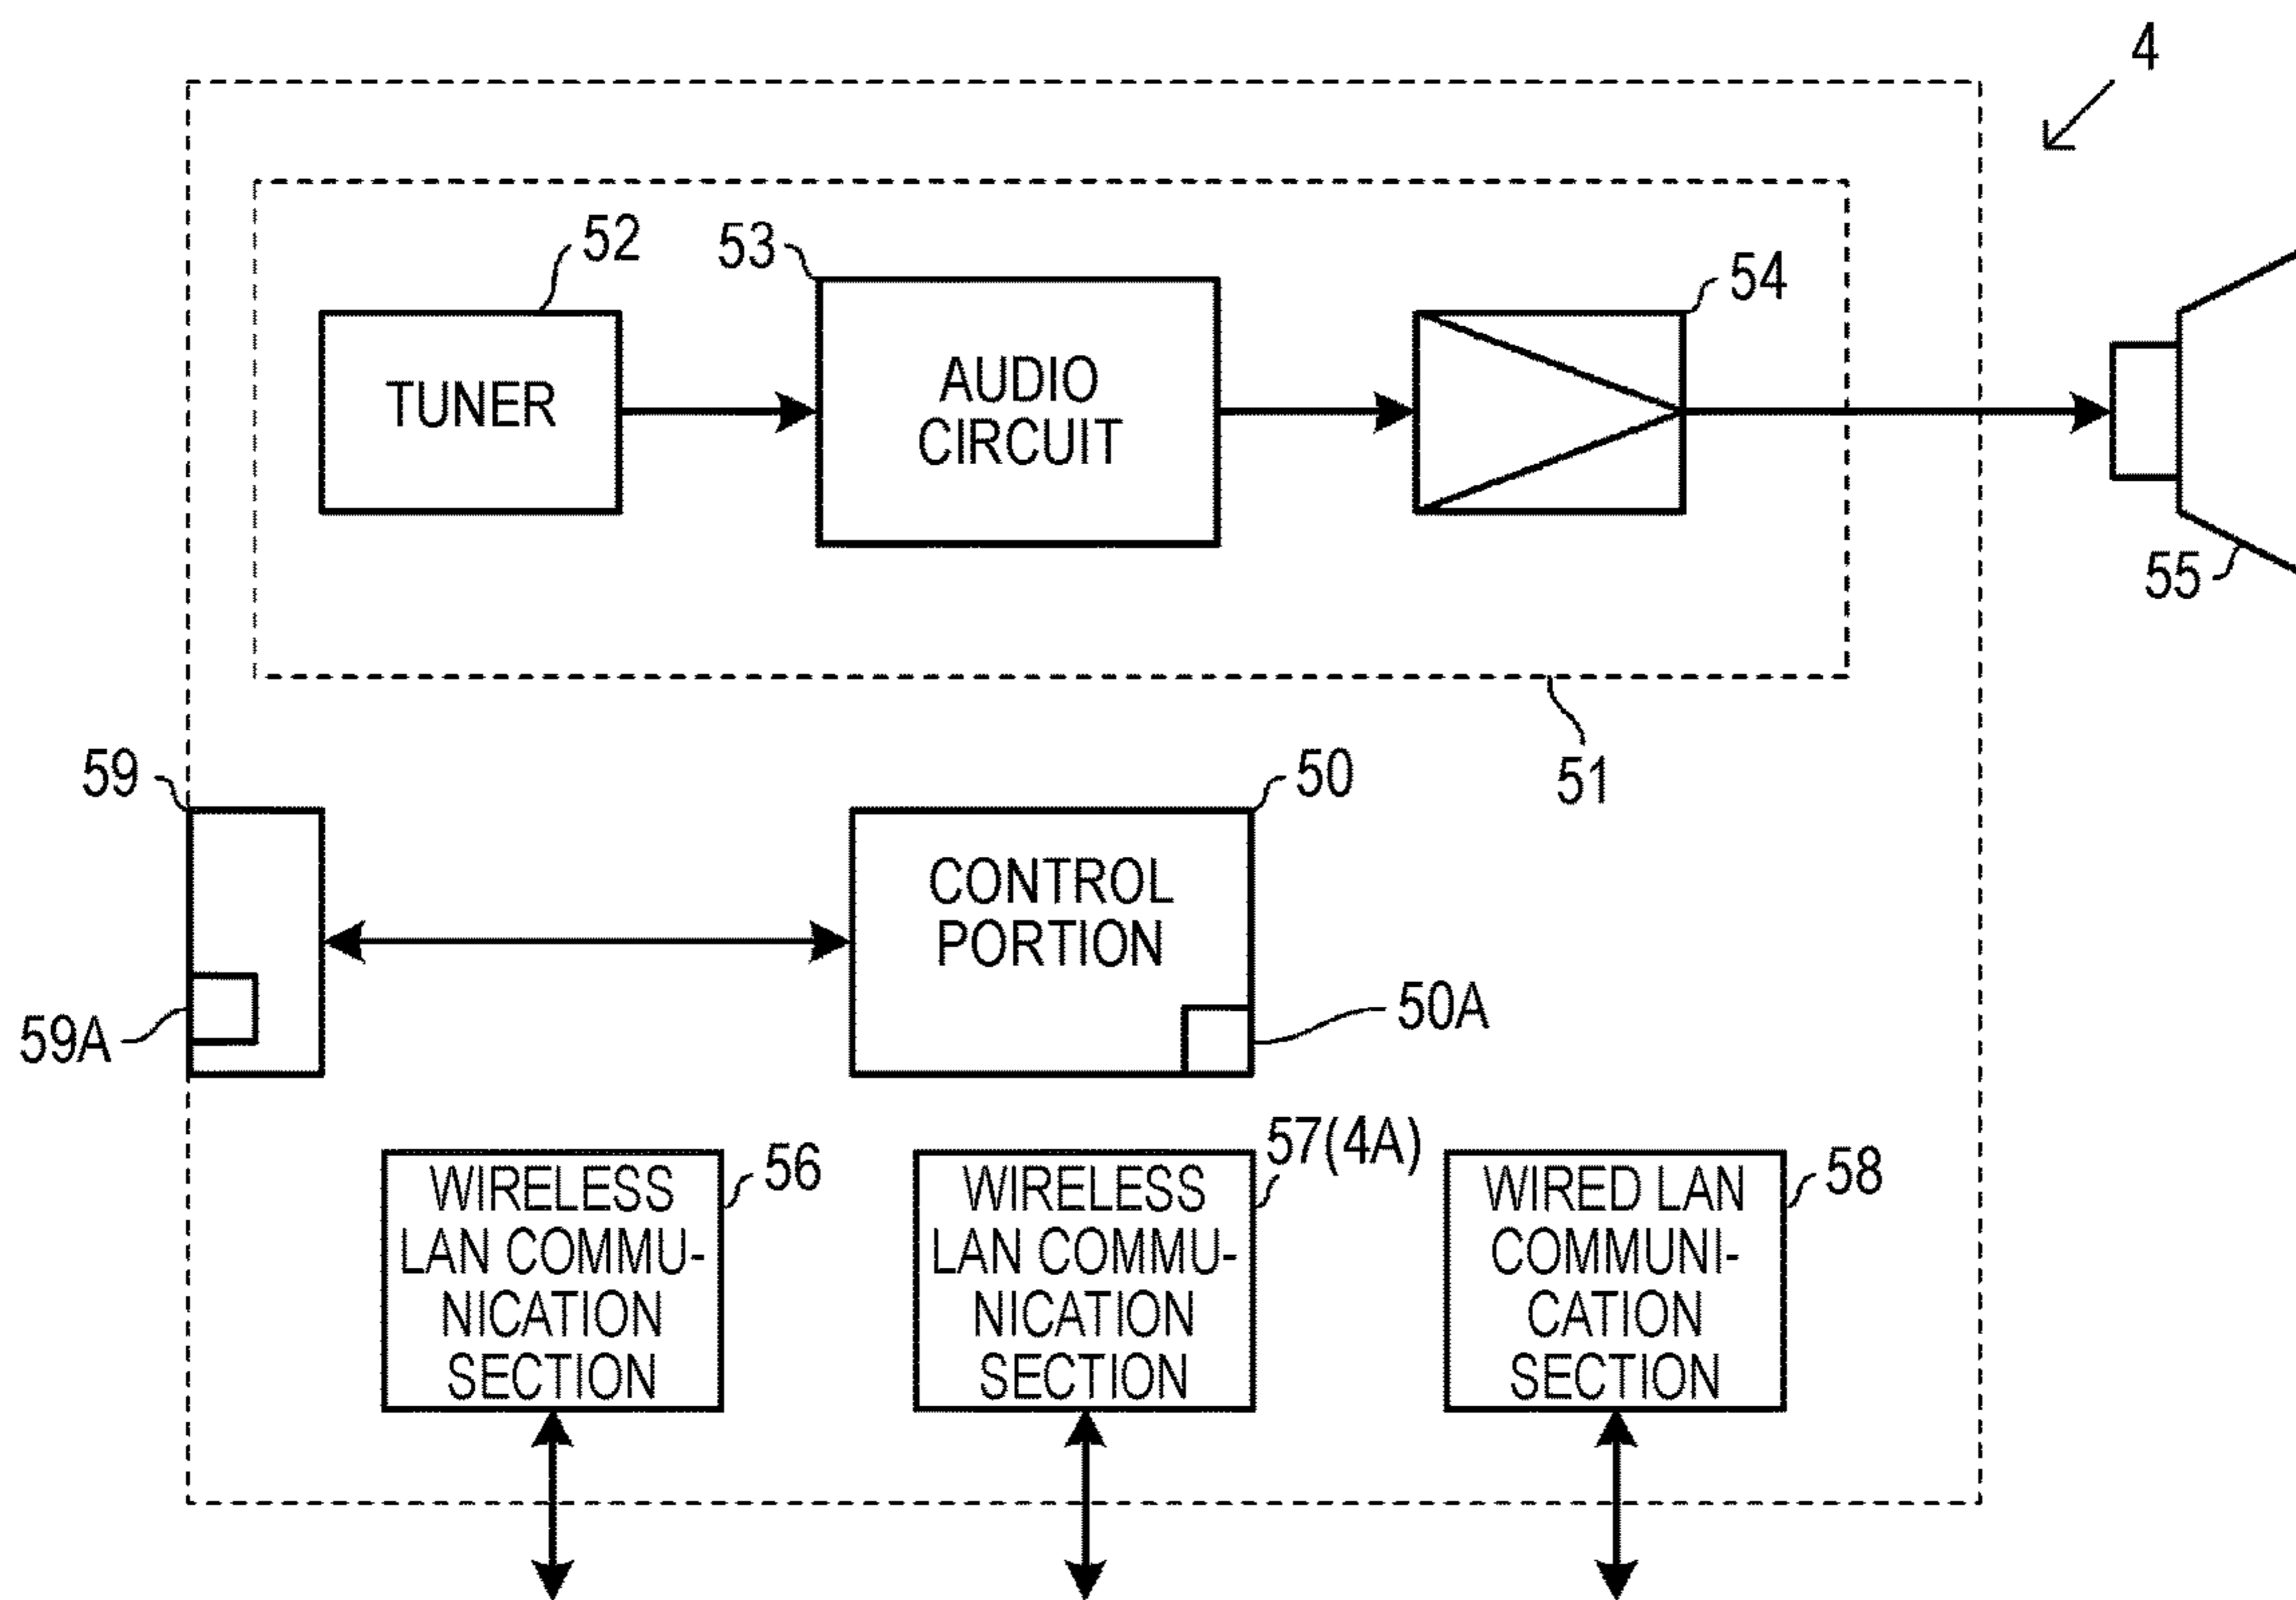 4
52
53
54
TUNER
AUDIO
CIRCUIT
55
51
59
50
CONTROL
PORTION
59A
50A
56
57(4A)
58
WIRELESS
LAN COMMU-
NICATION
SECTION
WIRELESS
LAN COMMU-
NICATION
SECTION
WIRED LAN
COMMUNI-
CATION
SECTION